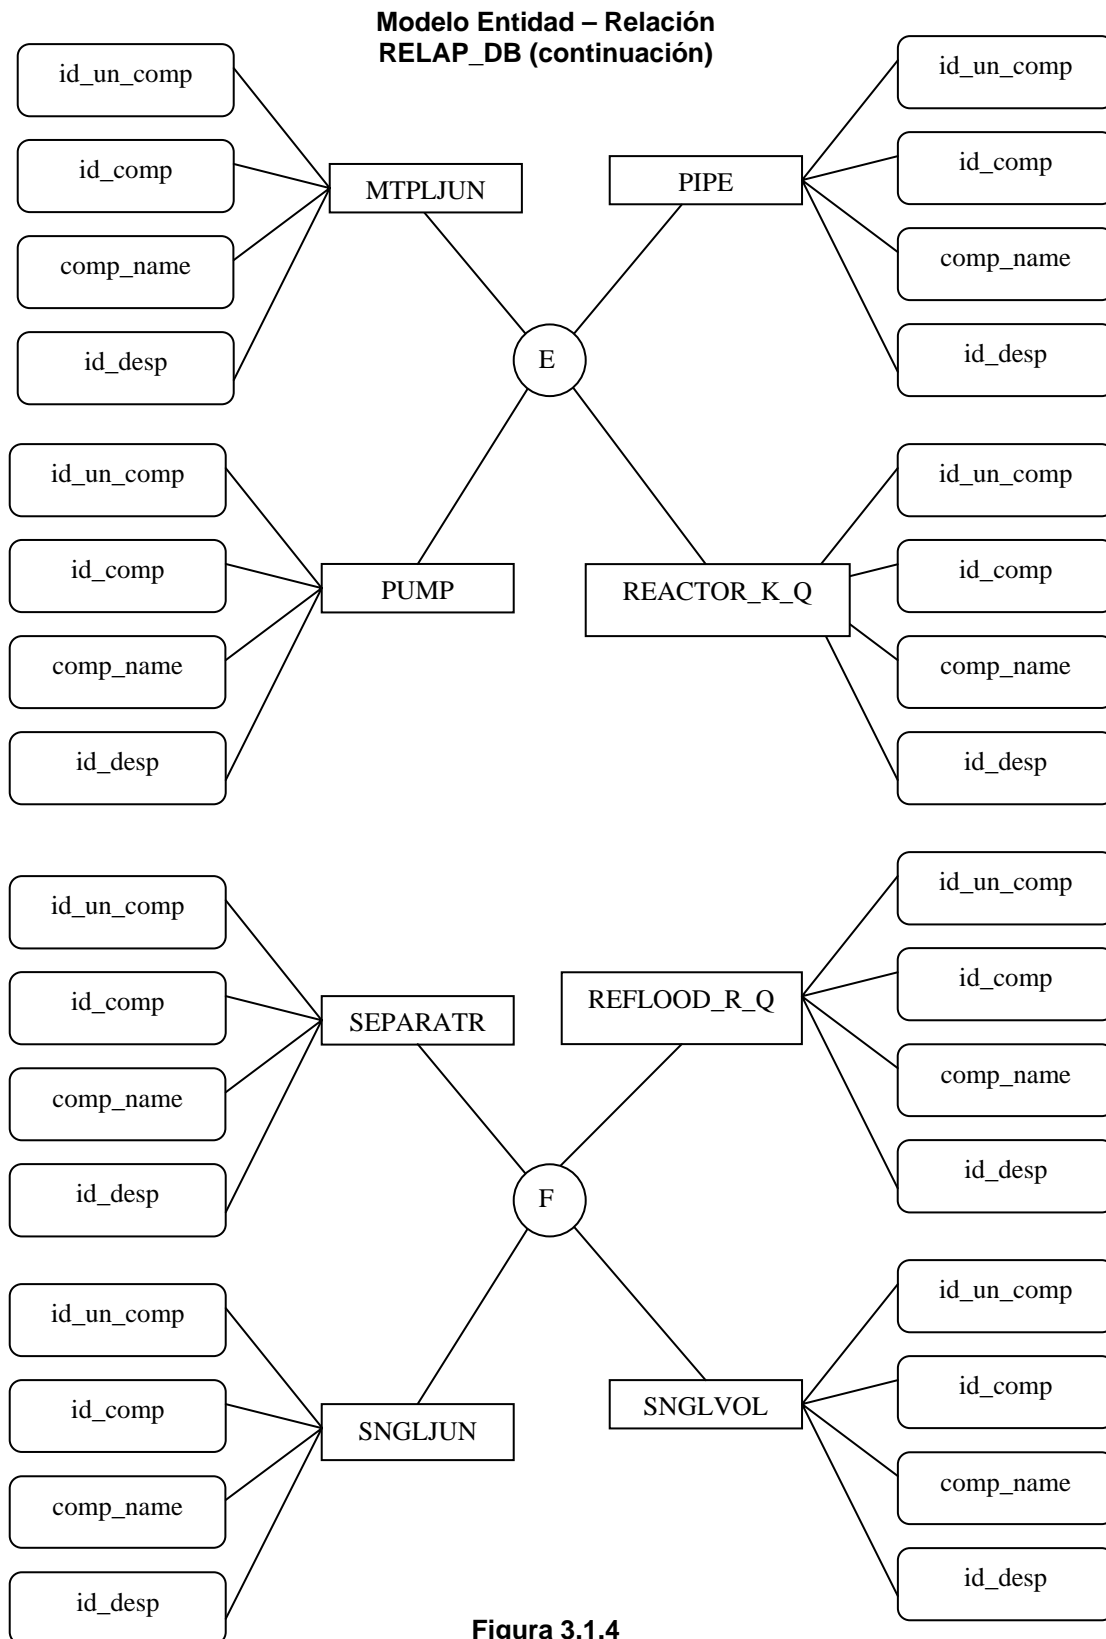 Modelo Entidad – Relación
RELAP_DB (continuación)
id_un_comp
id_comp
comp_name
id_desp
MTPLJUN
PIPE
id_un_comp
id_comp
comp_name
id_desp
E
id_un_comp
id_comp
comp_name
id_desp
PUMP
REACTOR_K_Q
id_un_comp
id_comp
comp_name
id_desp
id_un_comp
id_comp
comp_name
id_desp
SEPARATR
REFLOOD_R_Q
id_un_comp
id_comp
comp_name
id_desp
F
id_un_comp
id_comp
comp_name
id_desp
SNGLJUN
SNGLVOL
id_un_comp
id_comp
comp_name
id_desp
Figura 3.1.4